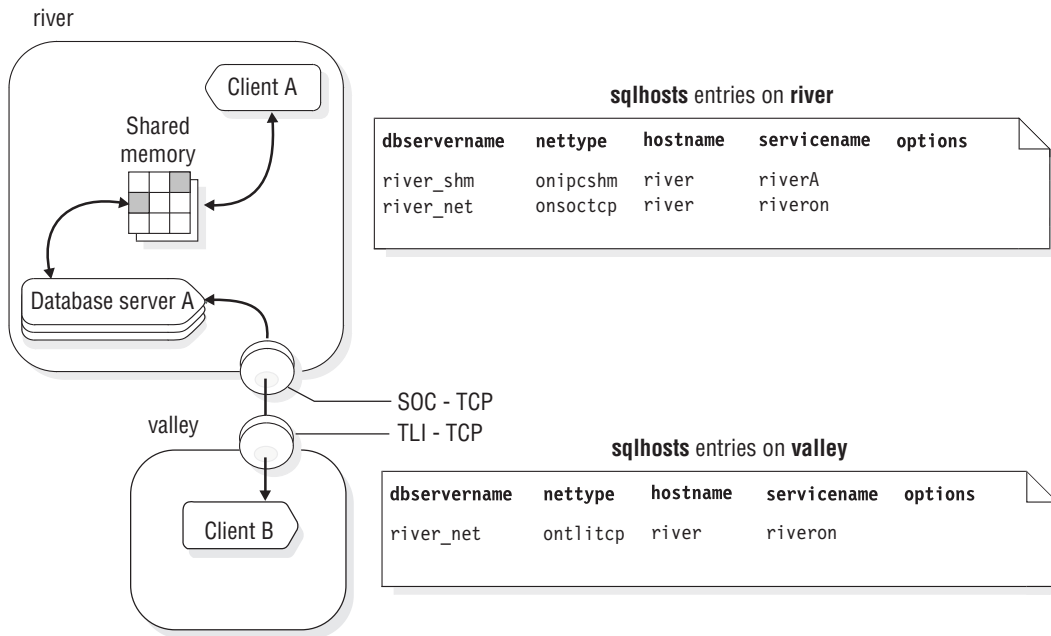 river
Client A
Shared
memory
Database server A
SOC - TCP
TLI - TCP
valley
Client B
sqlhosts entries on river
dbservername nettype hostname servicename options
river_shm onipcshm river riverA
river_net onsoctcp river riveron
sqlhosts entries on valley
dbservername nettype hostname servicename options
river_net ontlitcp river riveron